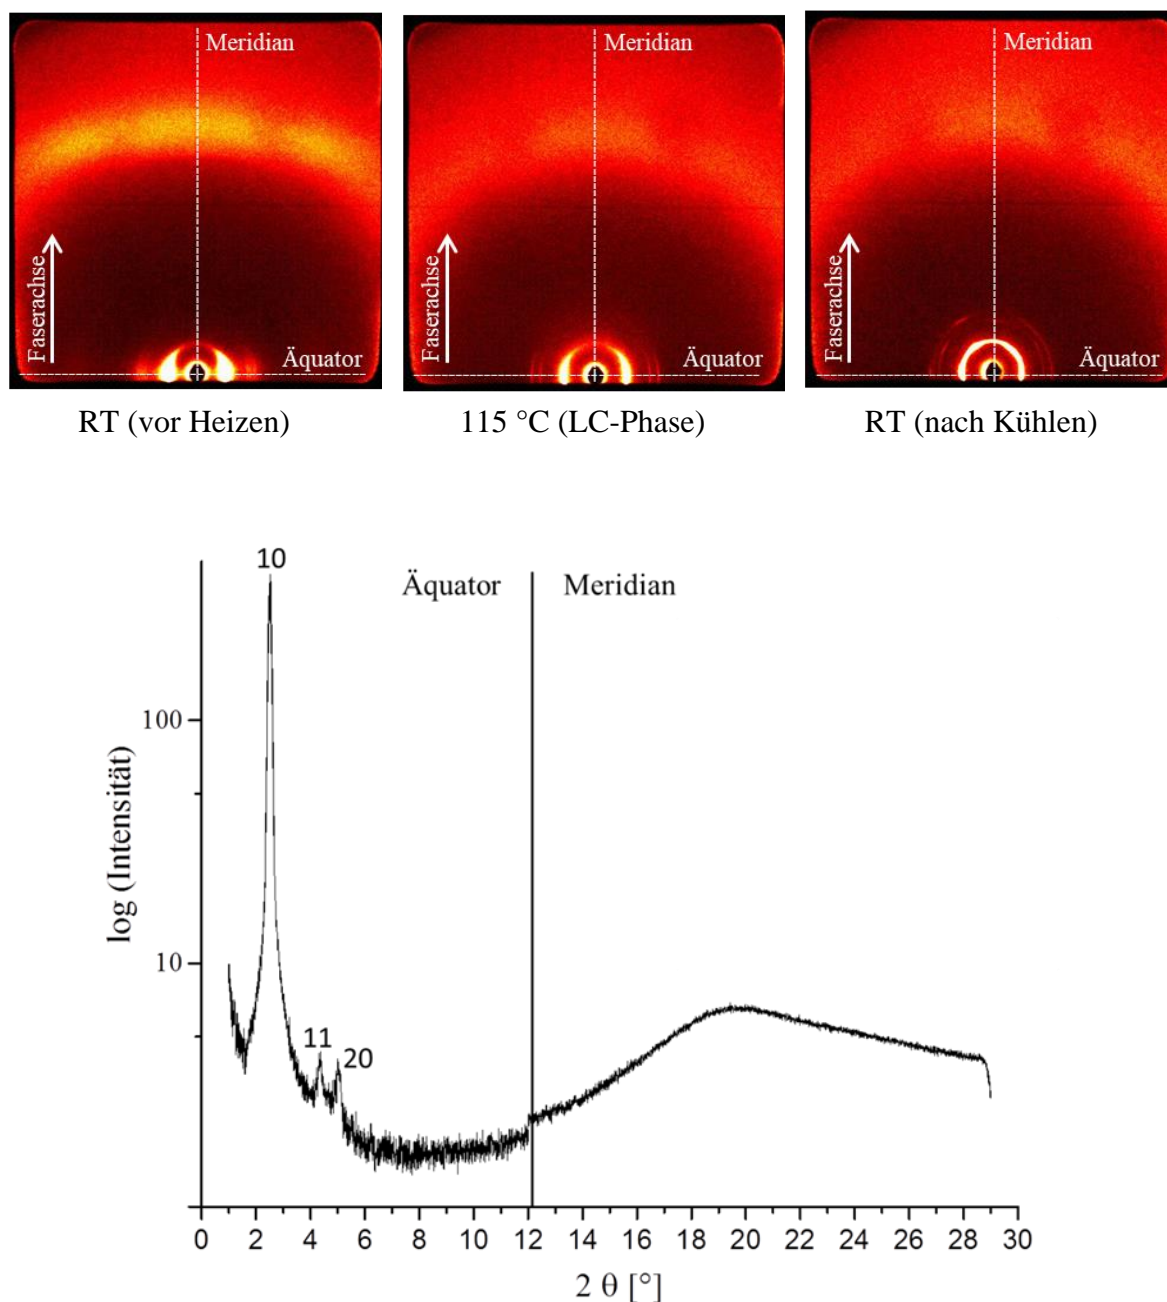 Meridian
Faserachse
Äquator
Meridian
Faserachse
Äquator
Meridian
Faserachse
Äquator
RT (vor Heizen)
115 °C (LC-Phase)
RT (nach Kühlen)
10
Äquator
Meridian
100
log (Intensität)
10
11
20
0 2 4 6 8 10 12 14 16 18 20 22 24 26 28 30
2 θ [°]